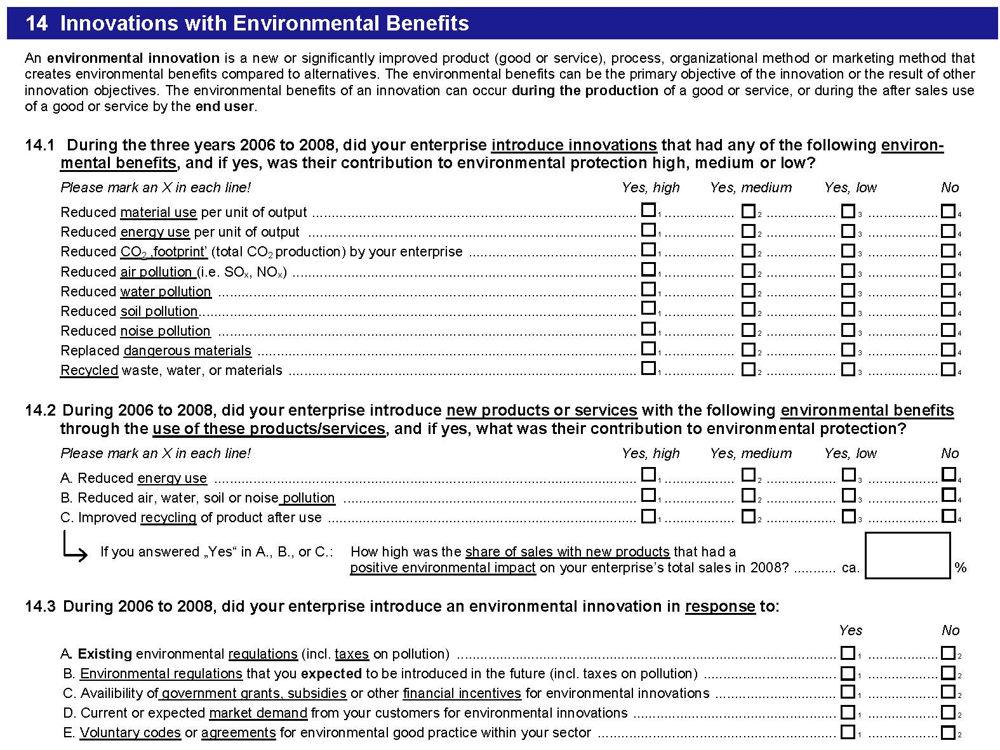 14 Innovations with Environmental Benefits
An environmental innovation is a new or significantly improved product (good or service), process, organizational method or marketing method that
creates environmental benefits compared to alternatives. The environmental benefits can be the primary objective of the innovation or the result of other
innovation objectives. The environmental benefits of an innovation can occur during the production of a good or service, or during the after sales use
of a good or service by the end user.
14.1 During the three years 2006 to 2008, did your enterprise introduce innovations that had any of the following environ-
mental benefits, and if yes, was their contribution to environmental protection high, medium or low?
Please mark an X in each line! Yes, high Yes, medium Yes, low No
Reduced material use per unit of output ☐ 1 ☐ 2 ☐ 3 ☐ 4
Reduced energy use per unit of output ☐ 1 ☐ 2 ☐ 3 ☐ 4
Reduced CO₂ ‚footprint’ (total CO₂ production) by your enterprise ☐ 1 ☐ 2 ☐ 3 ☐ 4
Reduced air pollution (i.e. SOₓ, NOₓ) ☐ 1 ☐ 2 ☐ 3 ☐ 4
Reduced water pollution ☐ 1 ☐ 2 ☐ 3 ☐ 4
Reduced soil pollution ☐ 1 ☐ 2 ☐ 3 ☐ 4
Reduced noise pollution ☐ 1 ☐ 2 ☐ 3 ☐ 4
Replaced dangerous materials ☐ 1 ☐ 2 ☐ 3 ☐ 4
Recycled waste, water, or materials ☐ 1 ☐ 2 ☐ 3 ☐ 4
14.2 During 2006 to 2008, did your enterprise introduce new products or services with the following environmental benefits
through the use of these products/services, and if yes, what was their contribution to environmental protection?
Please mark an X in each line! Yes, high Yes, medium Yes, low No
A. Reduced energy use ☐ 1 ☐ 2 ☐ 3 ☐ 4
B. Reduced air, water, soil or noise pollution ☐ 1 ☐ 2 ☐ 3 ☐ 4
C. Improved recycling of product after use ☐ 1 ☐ 2 ☐ 3 ☐ 4
If you answered „Yes“ in A., B., or C.: How high was the share of sales with new products that had a
positive environmental impact on your enterprise’s total sales in 2008? ........... ca. %
14.3 During 2006 to 2008, did your enterprise introduce an environmental innovation in response to:
Yes No
A. Existing environmental regulations (incl. taxes on pollution) ☐ 1 ☐ 2
B. Environmental regulations that you expected to be introduced in the future (incl. taxes on pollution) ☐ 1 ☐ 2
C. Availibility of government grants, subsidies or other financial incentives for environmental innovations ☐ 1 ☐ 2
D. Current or expected market demand from your customers for environmental innovations ☐ 1 ☐ 2
E. Voluntary codes or agreements for environmental good practice within your sector ☐ 1 ☐ 2